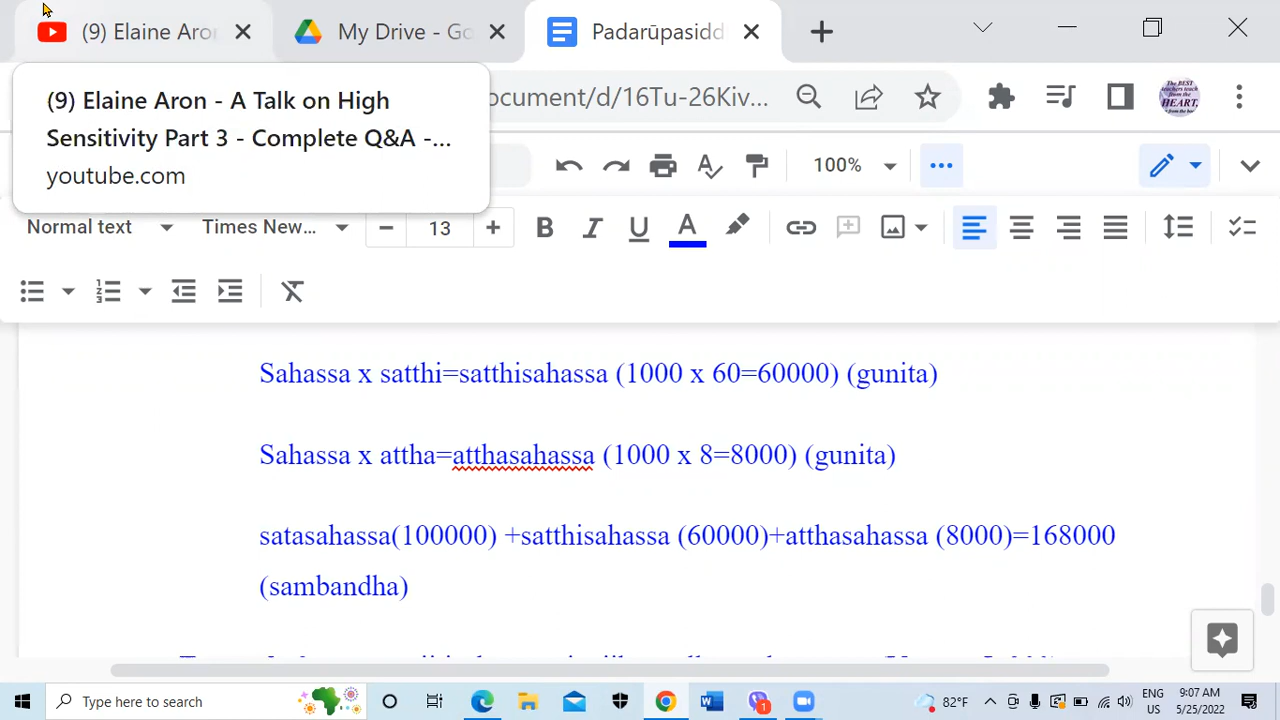 (9) Elaine Aron
My Drive - Go
Padarūpasidd
(9) Elaine Aron - A Talk on High
Sensitivity Part 3 - Complete Q&A -...
youtube.com
ocument/d/16Tu-26Kiv...
100%
Normal text
Times New...
13
Sahassa x satthi=satthisahassa (1000 x 60=60000) (gunita)
Sahassa x attha=atthasahassa (1000 x 8=8000) (gunita)
satasahassa(100000) +satthisahassa (60000)+atthasahassa (8000)=168000
(sambandha)
Type here to search
82°F
ENG
US
9:07 AM
5/25/2022